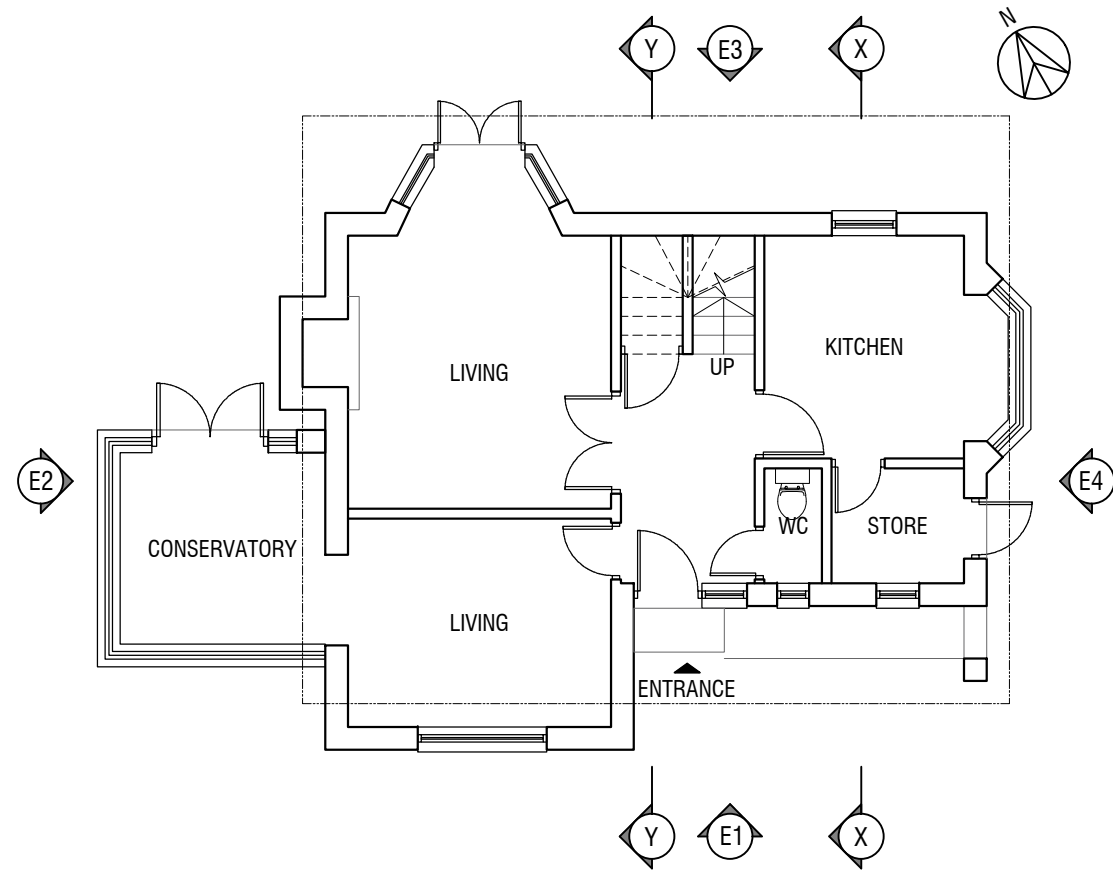 N
Y
E3
X
LIVING
UP
KITCHEN
E2
E4
CONSERVATORY
WC
STORE
LIVING
ENTRANCE
Y
E1
X